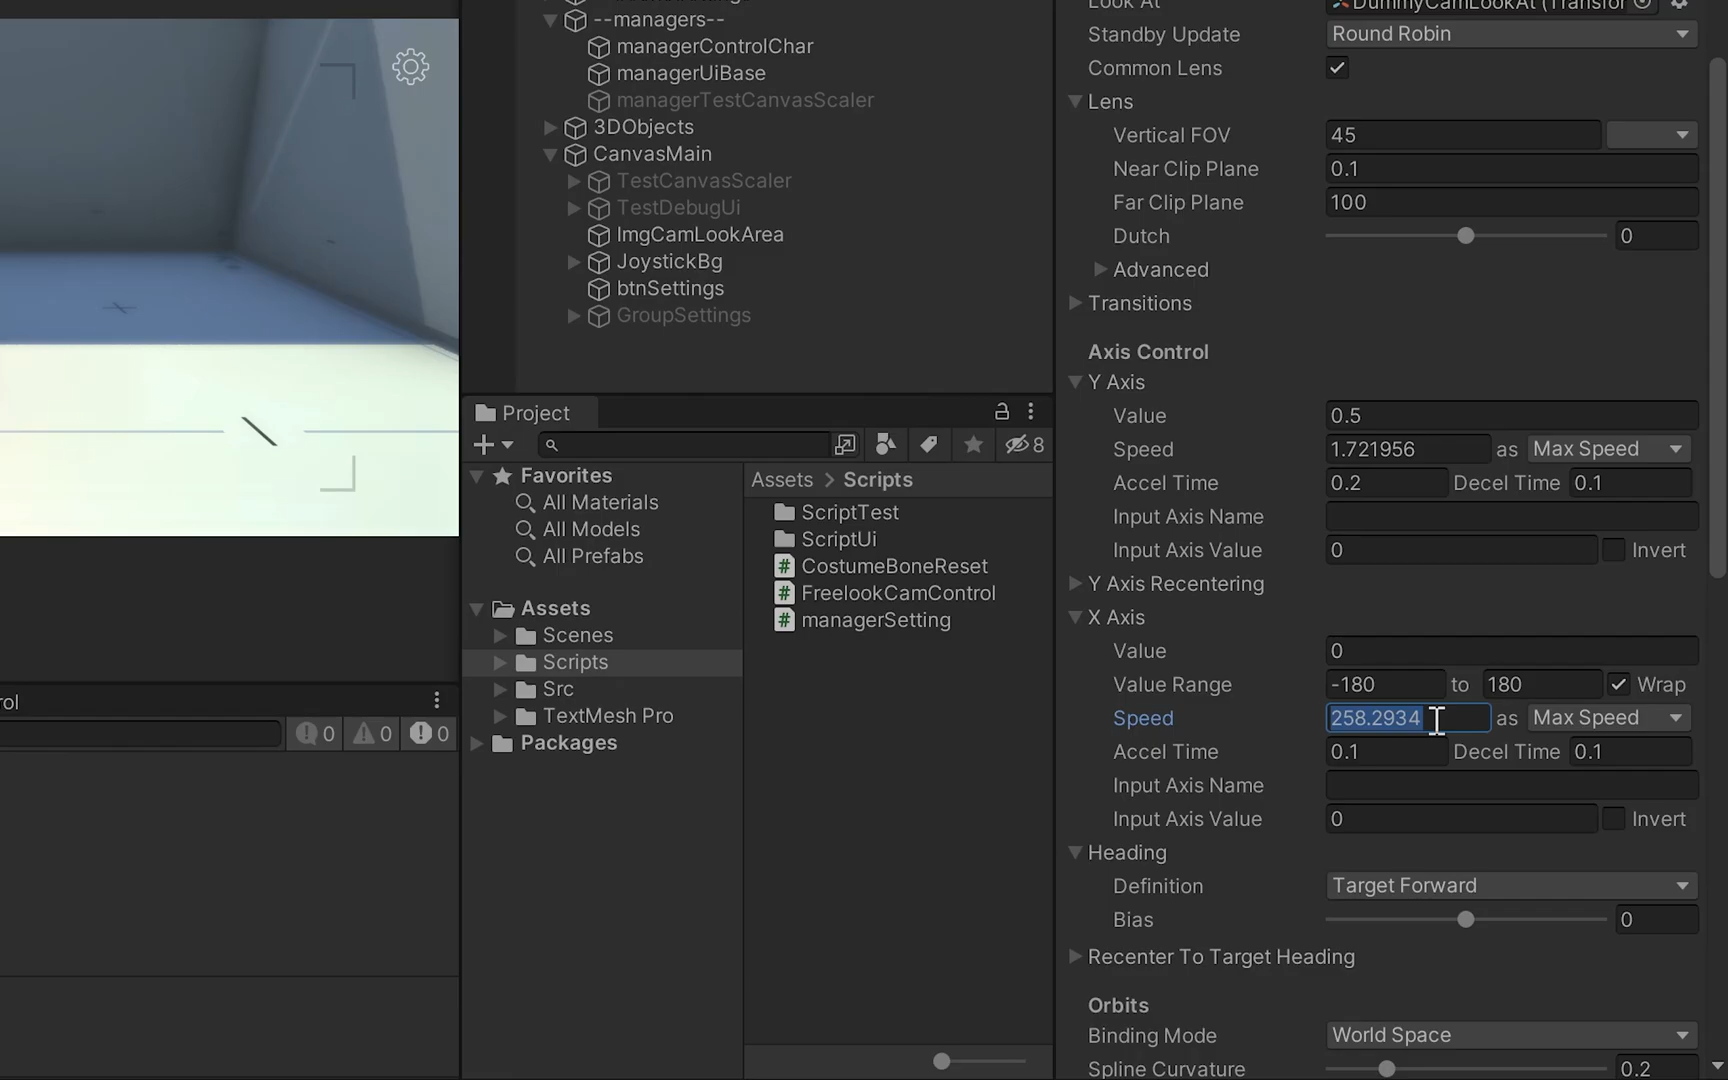 --managers--
managerControlChar
managerUiBase
managerTestCanvasScaler
3DObjects
CanvasMain
TestCanvasScaler
TestDebugUi
ImgCamLookArea
JoystickBg
btnSettings
GroupSettings
Project
8
Favorites
All Materials
All Models
All Prefabs
Assets
Scenes
Scripts
Src
TextMesh Pro
Packages
Assets > Scripts
ScriptTest
ScriptUi
CostumeBoneReset
FreelookCamControl
managerSetting
rol
0 0 0
Look At DummyCamLookAt (Transfor
Standby Update Round Robin
Common Lens
Lens
Vertical FOV 45
Near Clip Plane 0.1
Far Clip Plane 100
Dutch 0
Advanced
Transitions
Axis Control
Y Axis
Value 0.5
Speed 1.721956 as Max Speed
Accel Time 0.2 Decel Time 0.1
Input Axis Name
Input Axis Value 0 Invert
Y Axis Recentering
X Axis
Value 0
Value Range -180 to 180 Wrap
Speed 258.2934 as Max Speed
Accel Time 0.1 Decel Time 0.1
Input Axis Name
Input Axis Value 0 Invert
Heading
Definition Target Forward
Bias 0
Recenter To Target Heading
Orbits
Binding Mode World Space
Spline Curvature 0.2